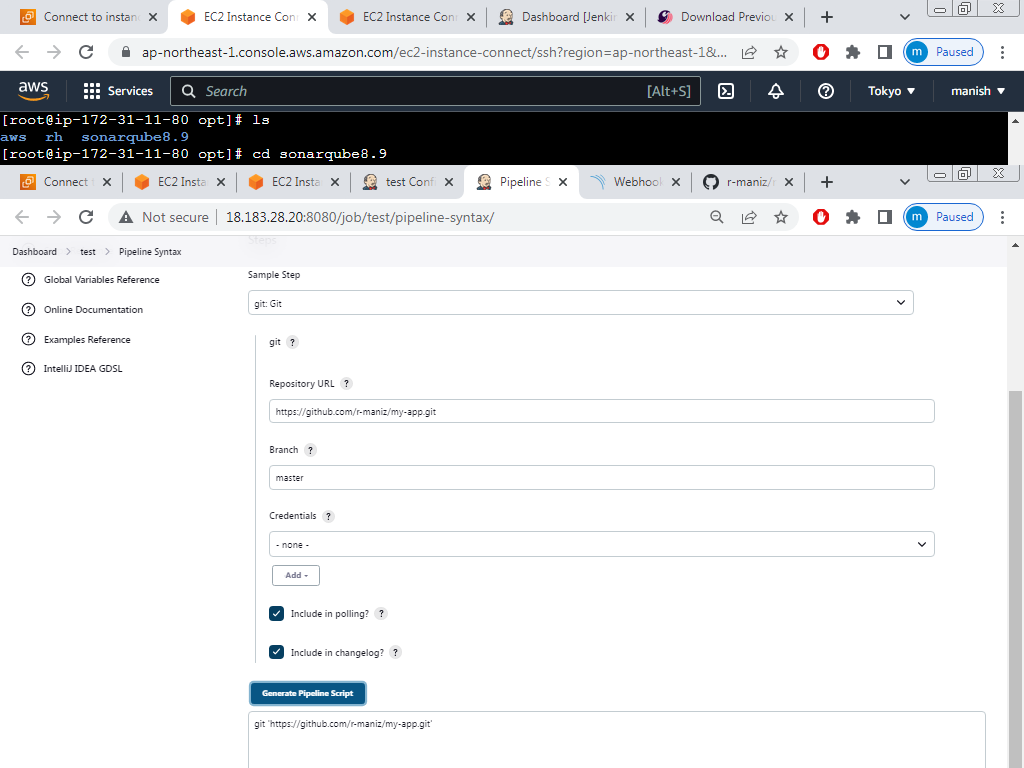 Connect to instan
EC2 Instance Conn
EC2 Instance Conn
Dashboard [Jenki
Download Previou
ap-northeast-1.console.aws.amazon.com/ec2-instance-connect/ssh?region=ap-northeast-1&...
m Paused
aws
Services
Search [Alt+S]
Tokyo
manish
[root@ip-172-31-11-80 opt]# ls
aws rh sonarqube8.9
[root@ip-172-31-11-80 opt]# cd sonarqube8.9
Connect t
EC2 Insta
EC2 Insta
test Confi
Pipeline S
Webhook
r-maniz/
Not secure 18.183.28.20:8080/job/test/pipeline-syntax/
m Paused
Steps
Dashboard > test > Pipeline Syntax
Global Variables Reference
Online Documentation
Examples Reference
IntelliJ IDEA GDSL
Sample Step
git: Git
git ?
Repository URL ?
https://github.com/r-maniz/my-app.git
Branch ?
master
Credentials ?
- none -
Add
Include in polling? ?
Include in changelog? ?
Generate Pipeline Script
git 'https://github.com/r-maniz/my-app.git'